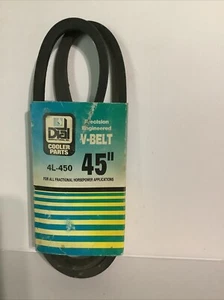 Dial
COOLER
PARTS
Precision
Engineered
V-BELT
4L-450
45"
FOR ALL FRACTIONAL HORSEPOWER APPLICATIONS